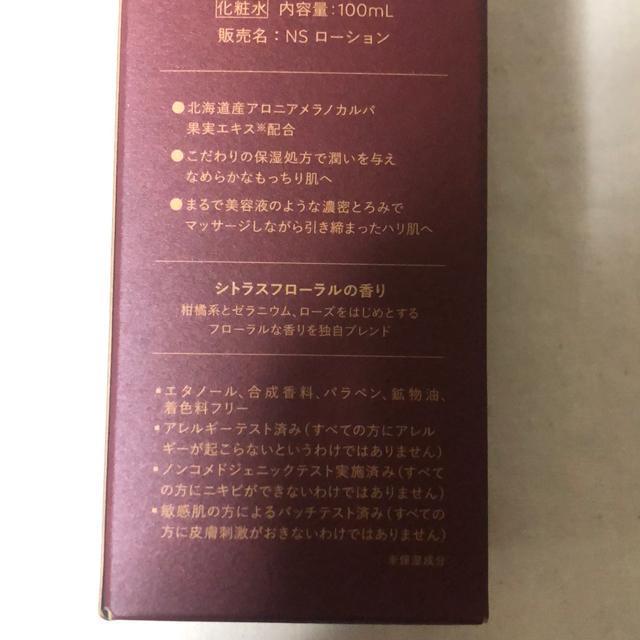 化粧水 内容量:100mL
販売名:NS ローション
●北海道産アロニアメラノカルパ
果実エキス※配合
●こだわりの保湿処方で潤いを与え
なめらかなもっちり肌へ
●まるで美容液のような濃密とろみで
マッサージしながら引き締まったハリ肌へ
シトラスフローラルの香り
柑橘系とゼラニウム、ローズをはじめとする
フローラルな香りを独自ブレンド
▪エタノール、合成香料、パラベン、鉱物油、
着色料フリー
▪アレルギーテスト済み(すべての方にアレル
ギーが起こらないというわけではありません)
▪ノンコメドジェニックテスト実施済み(すべて
の方にニキビができないわけではありません)
▪敏感肌の方によるパッチテスト済み(すべての
方に皮膚刺激がおきないわけではありません)
※保湿成分